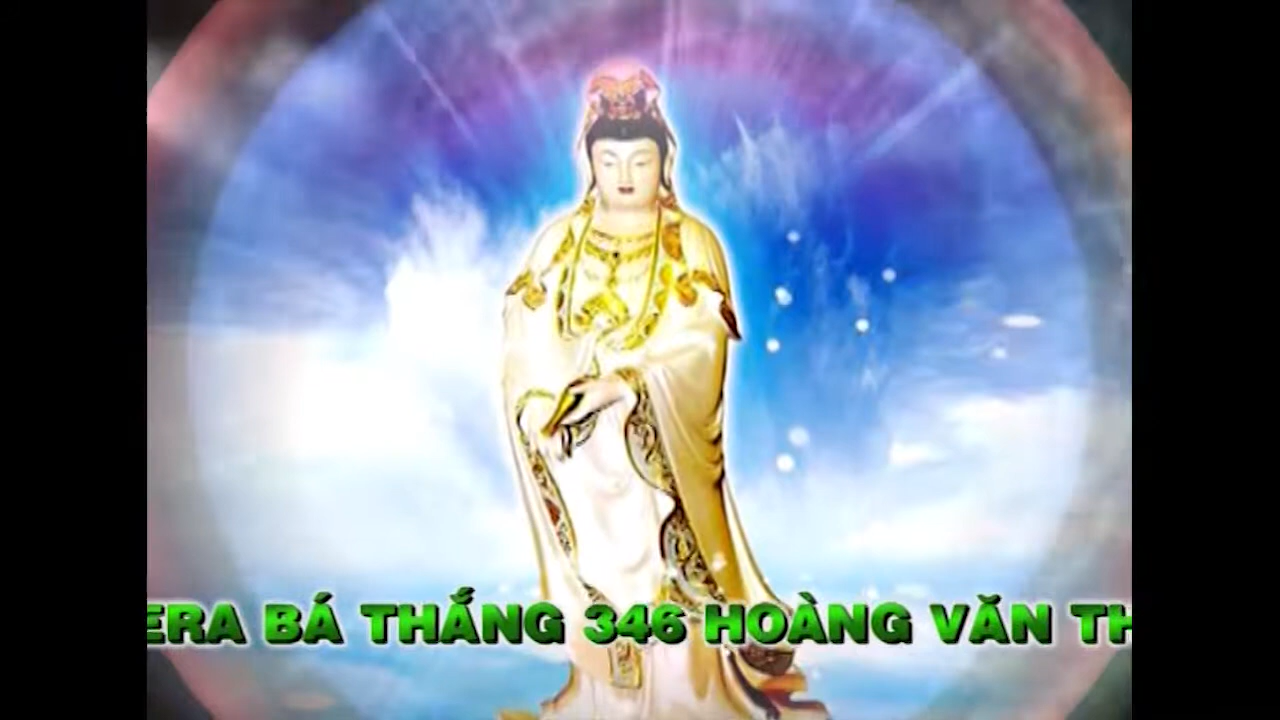 ERA BÁ THẮNG 346 HOÀNG VĂN TH